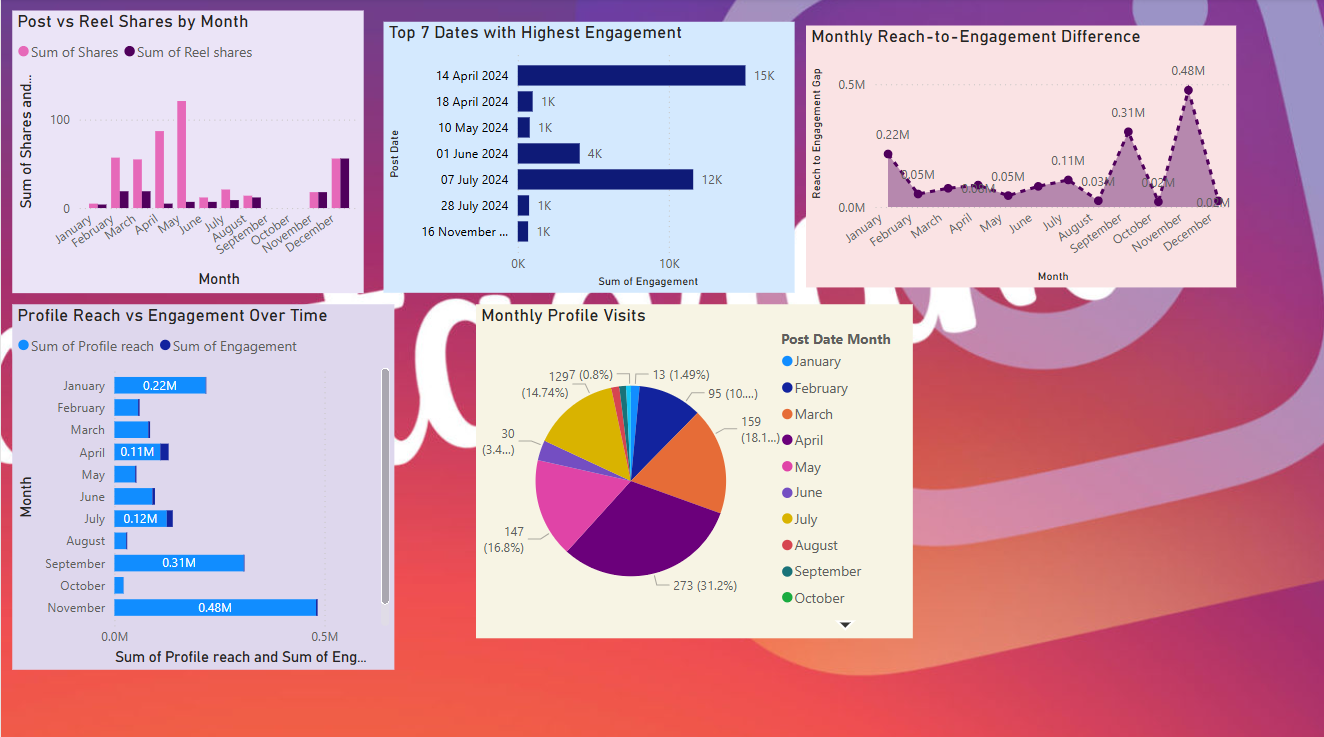 Post vs Reel Shares by Month
Sum of Shares Sum of Reel shares
Sum of Shares and...
100
0
January
February
March
April
May
June
July
August
September
October
November
December
Month
Top 7 Dates with Highest Engagement
Post Date
14 April 2024 15K
18 April 2024 1K
10 May 2024 1K
01 June 2024 4K
07 July 2024 12K
28 July 2024 1K
16 November ... 1K
0K 10K
Sum of Engagement
Monthly Reach-to-Engagement Difference
Reach to Engagement Gap
0.5M
0.0M
0.22M
0.05M
0.05M
0.11M
0.03M
0.31M
0.02M
0.48M
January
February
March
April
May
June
July
August
September
October
November
December
Month
Profile Reach vs Engagement Over Time
Sum of Profile reach Sum of Engagement
Month
January 0.22M
February
March
April 0.11M
May
June
July 0.12M
August
September 0.31M
October
November 0.48M
0.0M 0.5M
Sum of Profile reach and Sum of Eng...
Monthly Profile Visits
7 (0.8%)
13 (1.49%)
95 (10....)
159
(18.1...)
273 (31.2%)
147
(16.8%)
30
(3.4...)
129
(14.74%)
Post Date Month
January
February
March
April
May
June
July
August
September
October